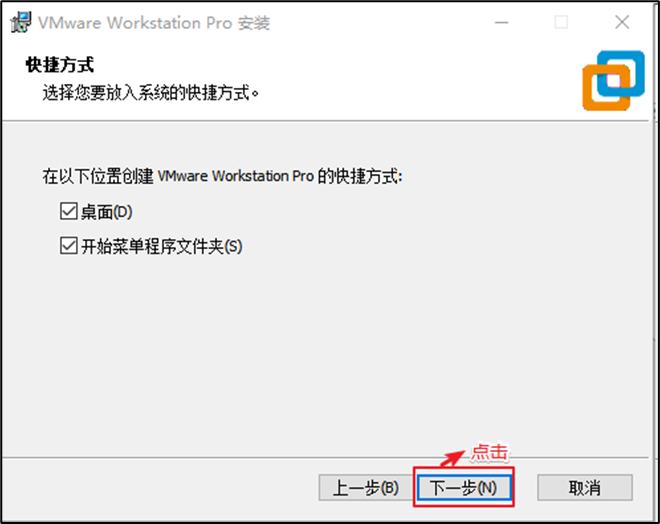 VMware Workstation Pro 安装
快捷方式
选择您要放入系统的快捷方式。
在以下位置创建 VMware Workstation Pro 的快捷方式:
桌面(D)
开始菜单程序文件夹(S)
点击
上一步(B) 下一步(N) 取消